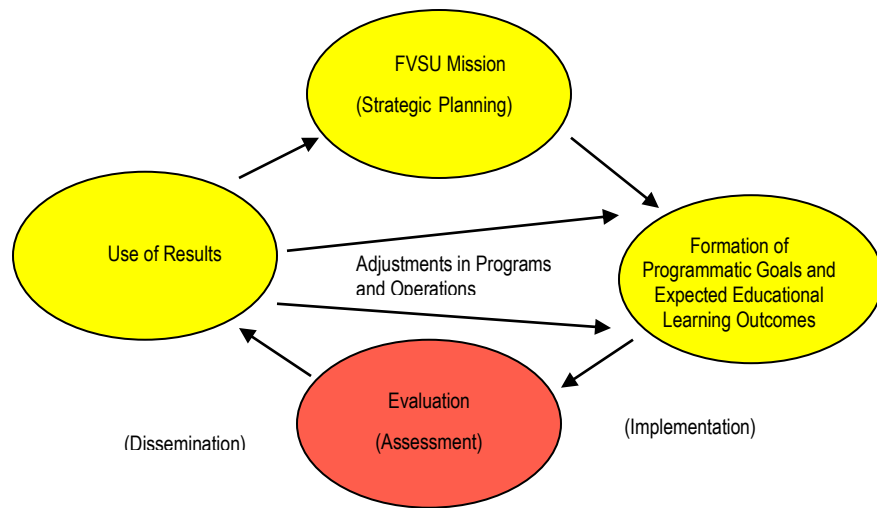 FVSU Mission
(Strategic Planning)
Use of Results
Adjustments in Programs
and Operations
Formation of
Programmatic Goals and
Expected Educational
Learning Outcomes
Evaluation
(Assessment)
(Dissemination)
(Implementation)